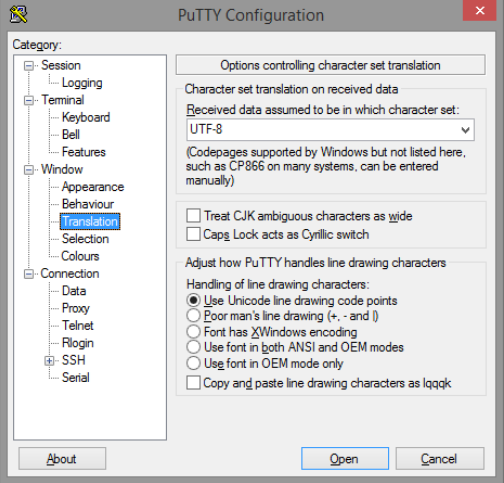 PuTTY Configuration
Category:
Session
Logging
Terminal
Keyboard
Bell
Features
Window
Appearance
Behaviour
Translation
Selection
Colours
Connection
Data
Proxy
Telnet
Rlogin
SSH
Serial
Options controlling character set translation
Character set translation on received data
Received data assumed to be in which character set:
UTF-8
(Codepages supported by Windows but not listed here,
such as CP866 on many systems, can be entered
manually)
Treat CJK ambiguous characters as wide
Caps Lock acts as Cyrillic switch
Adjust how PuTTY handles line drawing characters
Handling of line drawing characters:
Use Unicode line drawing code points
Poor man's line drawing (+, - and |)
Font has XWindows encoding
Use font in both ANSI and OEM modes
Use font in OEM mode only
Copy and paste line drawing characters as lqqqk
About
Open
Cancel